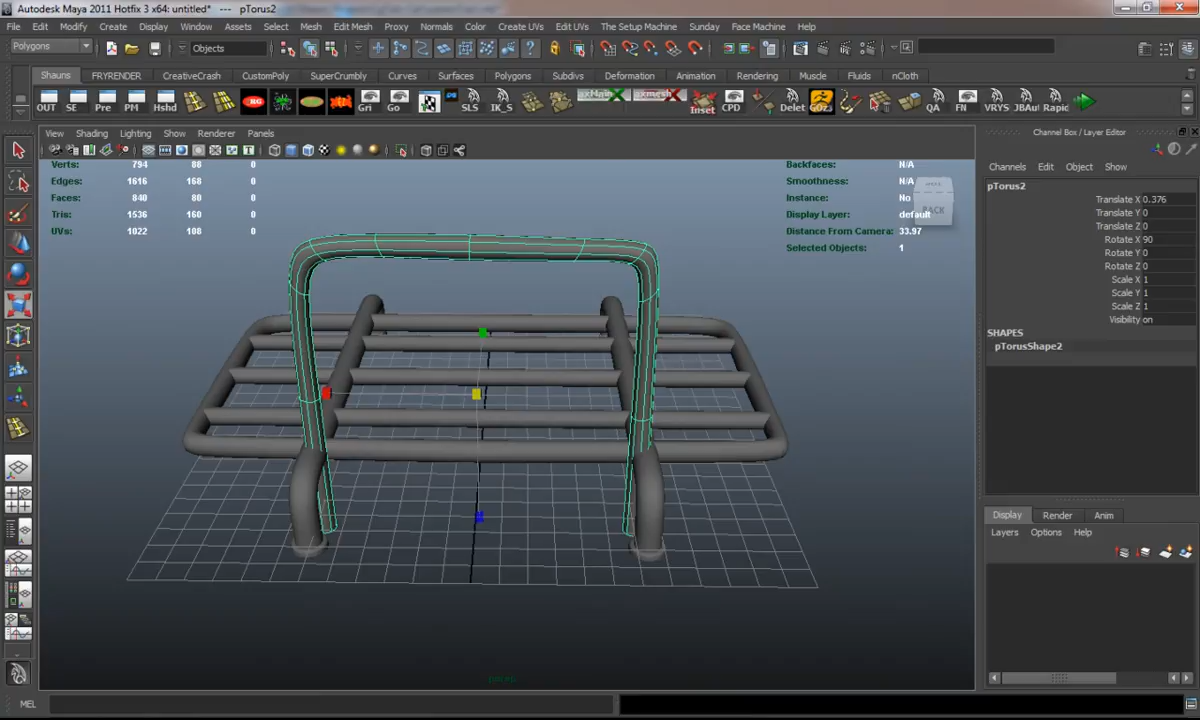 Autodesk Maya 2011 Hotfix 3 x64: untitled* --- pTorus2
File Edit Modify Create Display Window Assets Select Mesh Edit Mesh Proxy Normals Color Create UVs Edit UVs The Setup Machine Sunday Face Machine Help
Polygons Objects
Shauns FRYRENDER CreativeCrash CustomPoly SuperCrumbly Curves Surfaces Polygons Subdivs Deformation Animation Rendering Muscle Fluids nCloth
OUT SE Pre PM Hshd Gri Go SLS IK_S Inset CPD Delet GOz3 QA FN VRYS JBAut Rapid
View Shading Lighting Show Renderer Panels
Channel Box / Layer Editor
Channels Edit Object Show
Verts: 794 88 0
Edges: 1616 168 0
Faces: 840 80 0
Tris: 1536 160 0
UVs: 1022 108 0
Backfaces: N/A
Smoothness: N/A
Instance: No
Display Layer: default
Distance From Camera: 33.97
Selected Objects: 1
BACK
pTorus2
Translate X 0.376
Translate Y 0
Translate Z 0
Rotate X 90
Rotate Y 0
Rotate Z 0
Scale X 1
Scale Y 1
Scale Z 1
Visibility on
SHAPES
pTorusShape2
Display Render Anim
Layers Options Help
MEL